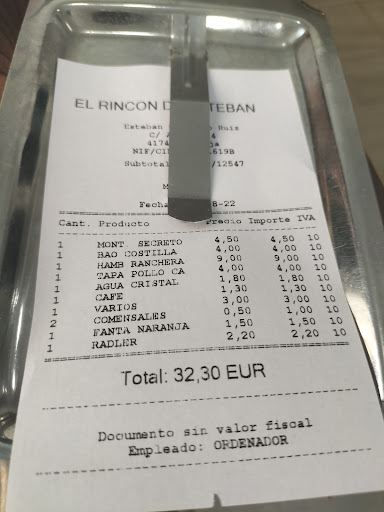 EL RINCON D TEBAN
Esteban Ruiz
C/ 4
4174
NIF/CI 619B
Subtotal /12547
M
Fecha 8-22
Cant. Producto Precio Importe IVA
1 MONT. SECRETO 4,50 4,50 10
1 BAO COSTILLA 4,00 4,00 10
1 HAMB RANCHERA 9,00 9,00 10
1 TAPA POLLO CA 4,00 4,00 10
1 AGUA CRISTAL 1,80 1,80 10
1 CAFE 1,30 1,30 10
1 VARIOS 3,00 3,00 10
2 COMENSALES 0,50 1,00 10
1 FANTA NARANJA 1,50 1,50 10
1 RADLER 2,20 2,20 10
Total: 32,30 EUR
Documento sin valor fiscal
Empleado: ORDENADOR